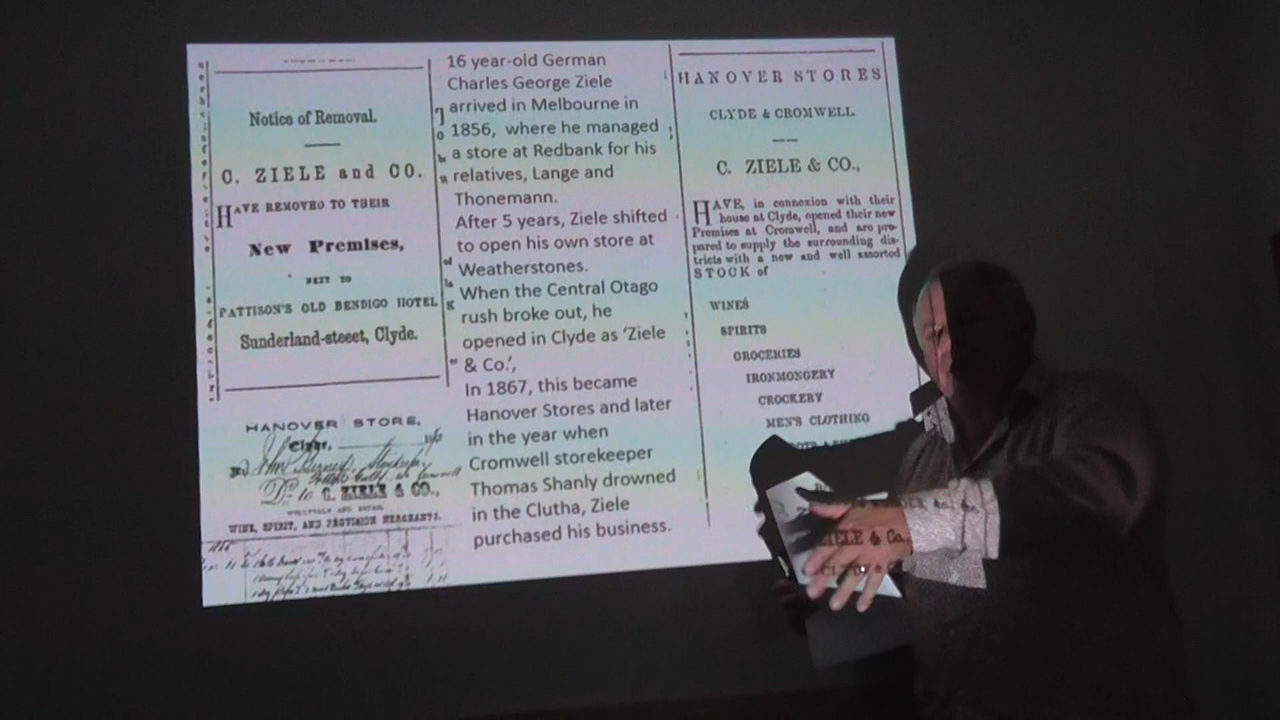 Notice of Removal.
C. ZIELE and CO.
HAVE REMOVED TO THEIR
New Premises,
NEXT TO
PATTISON'S OLD BENDIGO HOTEL
Sunderland-steeet, Clyde.
HANOVER STORE,
Clyde,
Dr to C. ZIELE & CO.,
WHOLESALE AND RETAIL
WINE, SPIRIT, AND PROVISION MERCHANTS.
16 year-old German
Charles George Ziele
arrived in Melbourne in
1856, where he managed
a store at Redbank for his
relatives, Lange and
Thonemann.
After 5 years, Ziele shifted
to open his own store at
Weatherstones.
When the Central Otago
rush broke out, he
opened in Clyde as 'Ziele
& Co.',
In 1867, this became
Hanover Stores and later
in the year when
Cromwell storekeeper
Thomas Shanly drowned
in the Clutha, Ziele
purchased his business.
HANOVER STORES
CLYDE & CROMWELL.
C. ZIELE & CO.,
HAVE, in connexion with their
house at Clyde, opened their new
Premises at Cromwell, and are pre-
pared to supply the surrounding dis-
tricts with a new and well assorted
STOCK of
WINES
SPIRITS
GROCERIES
IRONMONGERY
CROCKERY
MEN'S CLOTHING
ZIELE & Co.